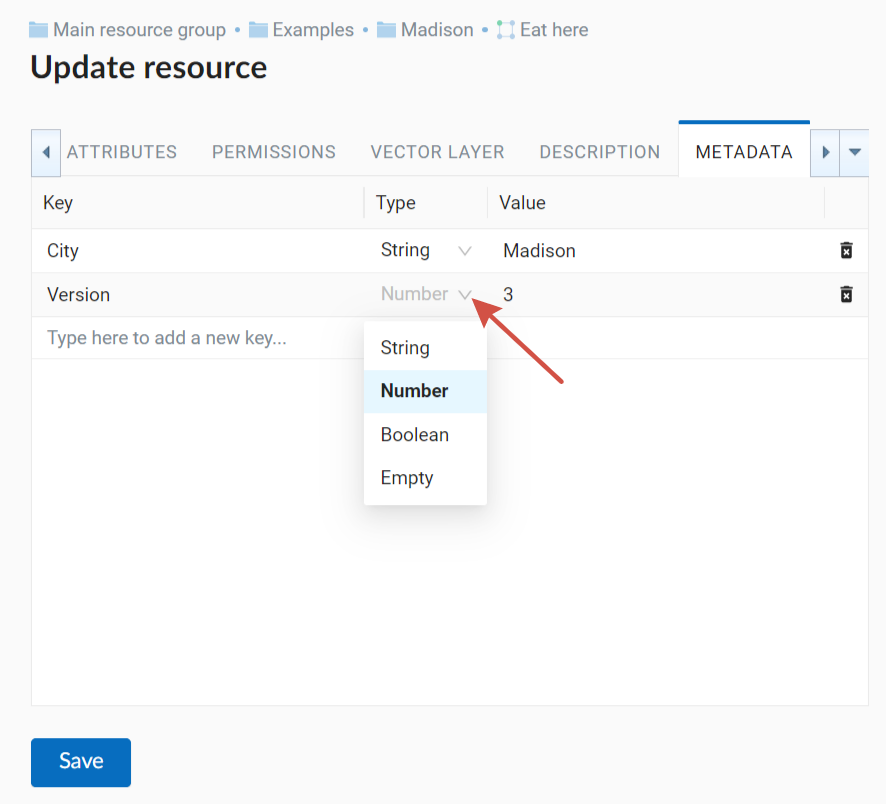 Main resource group • Examples • Madison • Eat here
Update resource
ATTRIBUTES PERMISSIONS VECTOR LAYER DESCRIPTION METADATA
Key Type Value
City String Madison
Version Number 3
Type here to add a new key...
String
Number
Boolean
Empty
Save